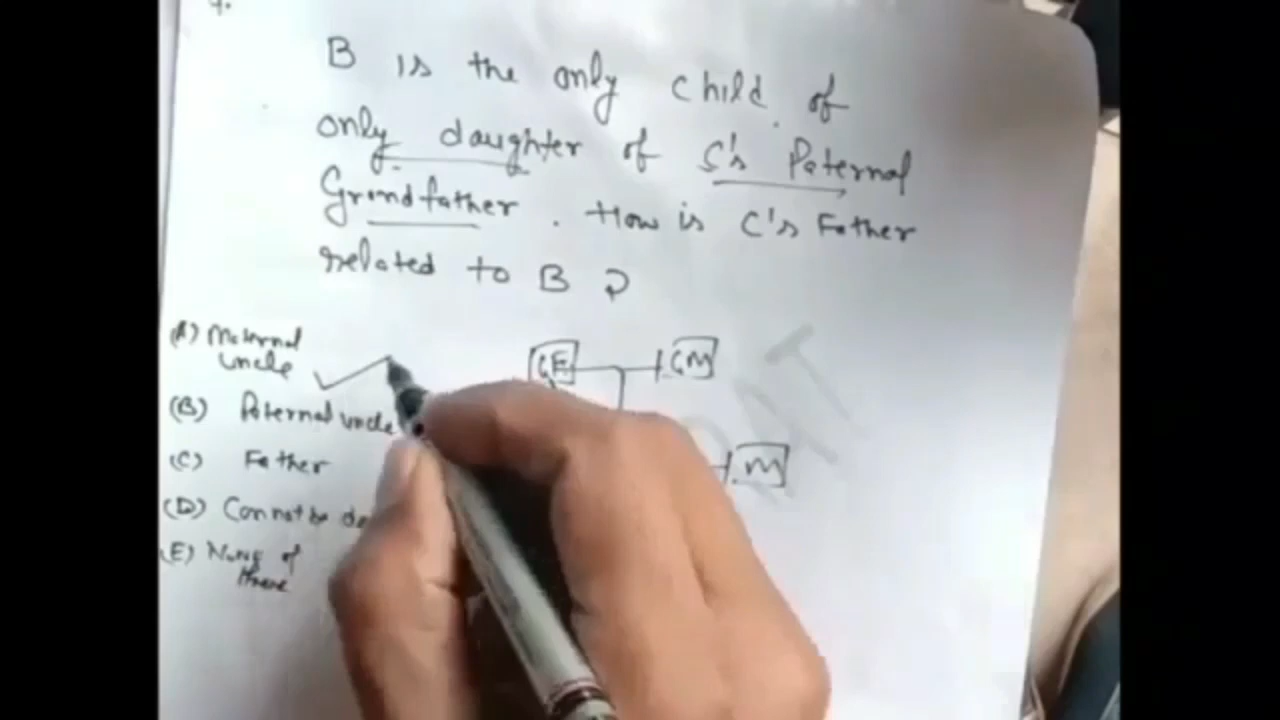 4.
B is the only child of
only daughter of S's Paternal
Grandfather. How is C's Father
related to B ?
(A) Maternal
uncle
(B) Paternal uncle
(C) Father
(D) Cannot be
(E) None of
these
GF GM
M